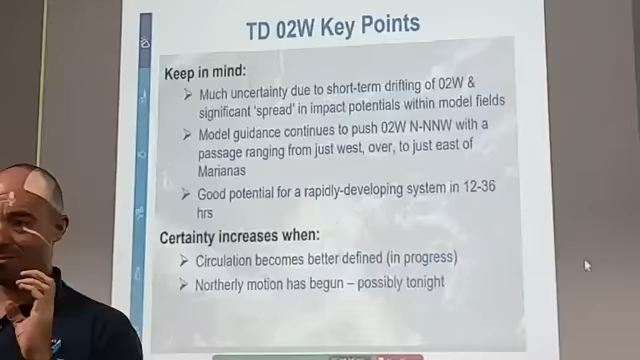 TD 02W Key Points
Keep in mind:
Much uncertainty due to short-term drifting of 02W &
significant 'spread' in impact potentials within model fields
Model guidance continues to push 02W N-NNW with a
passage ranging from just west, over, to just east of
Marianas
Good potential for a rapidly-developing system in 12-36
hrs
Certainty increases when:
Circulation becomes better defined (in progress)
Northerly motion has begun – possibly tonight